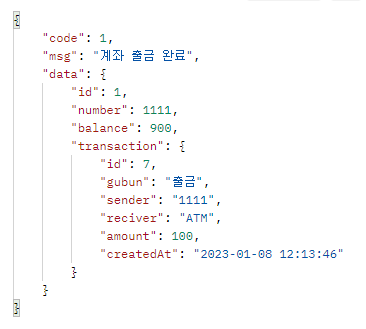 {
    "code": 1,
    "msg": "계좌 출금 완료",
    "data": {
        "id": 1,
        "number": 1111,
        "balance": 900,
        "transaction": {
            "id": 7,
            "gubun": "출금",
            "sender": "1111",
            "reciver": "ATM",
            "amount": 100,
            "createdAt": "2023-01-08 12:13:46"
        }
    }
}